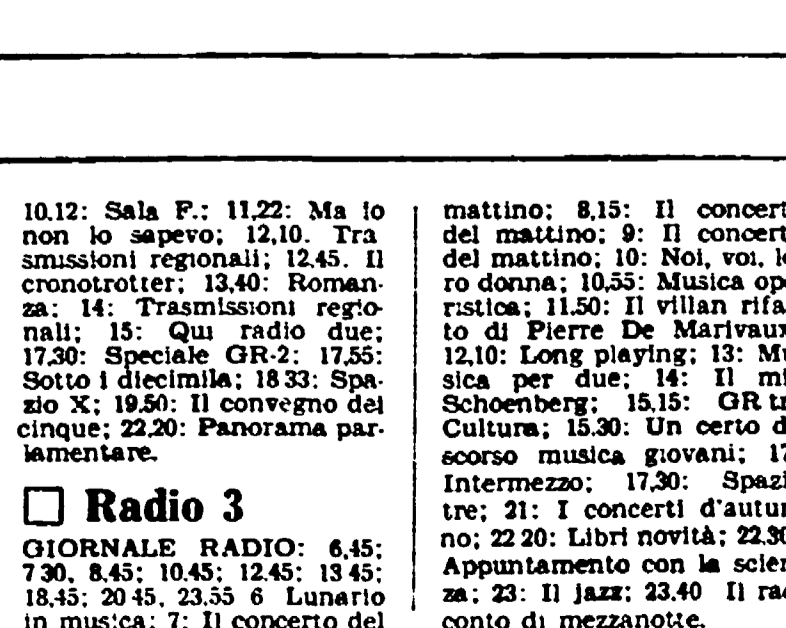 10.12: Sala F.; 11,22: Ma io
non lo sapevo; 12,10. Tra
smissioni regionali; 12,45. Il
cronotrotter; 13,40: Roman-
za; 14: Trasmissioni regio-
nali; 15: Qui radio due;
17,30: Speciale GR-2; 17,55:
Sotto i diecimila; 18 33: Spa-
zio X; 19.50: Il convegno dei
cinque; 22,20: Panorama par-
lamentare.
Radio 3
GIORNALE RADIO: 6,45;
7 30, 8,45; 10.45; 12.45; 13 45;
18,45; 20 45, 23.55 6 Lunario
in musica; 7: Il concerto del
mattino; 8,15: Il concert
del mattino; 9: Il concert
del mattino; 10: Noi, voi, l
ro donna; 10,55: Musica ope
ristica; 11.50: Il villan rifa
to di Pierre De Marivaux
12,10: Long playing; 13: Mu
sica per due; 14: Il mi
Schoenberg; 15,15: GR tr
Cultura; 15.30: Un certo d
scorso musica giovani; 17
Intermezzo; 17,30: Spazi
tre; 21: I concerti d'autun
no; 22 20: Libri novità; 22,30
Appuntamento con la scien
za; 23: Il jazz; 23.40 Il rac
conto di mezzanotte.